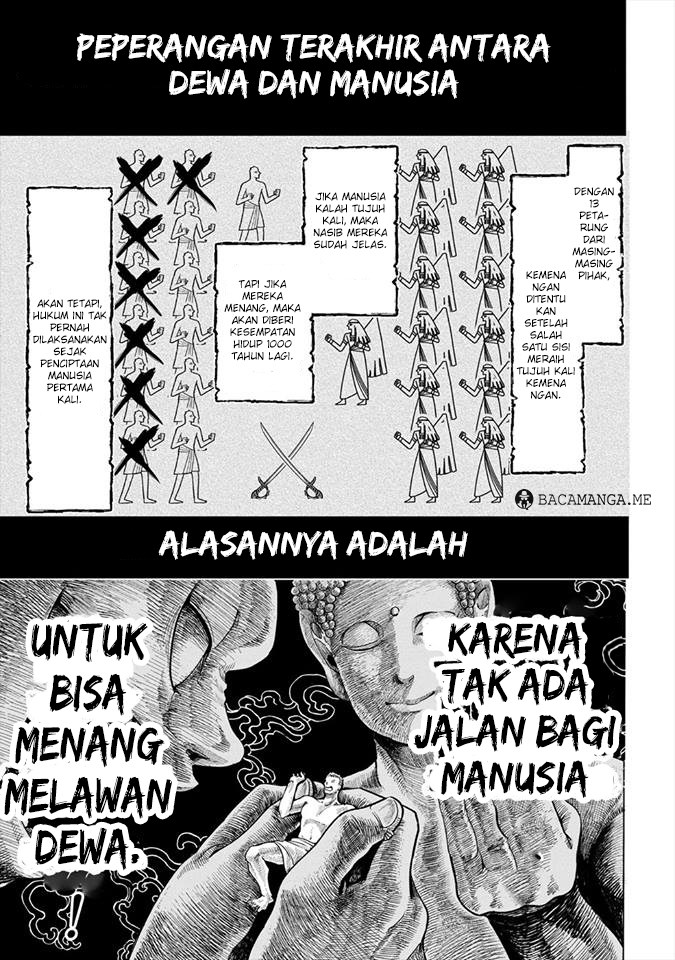 PEPERANGAN TERAKHIR ANTARA
DEWA DAN MANUSIA
DENGAN
13
PETA-
RUNG
DARI
MASING-
MASING
PIHAK,
KEMENA
NGAN
DITENTU
KAN
SETELAH
SALAH
SATU SISI
MERAIH
TUJUH KALI
KEMENA
NGAN.
JIKA MANUSIA
KALAH TUJUH
KALI, MAKA
NASIB MEREKA
SUDAH JELAS.
TAPI JIKA
MEREKA
MENANG, MAKA
AKAN DIBERI
KESEMPATAN
HIDUP 1000
TAHUN LAGI.
AKAN TETAPI,
HUKUM INI TAK
PERNAH
DILAKSANAKAN
SEJAK
PENCIPTAAN
MANUSIA
PERTAMA
KALI.
BACAMANGA.ME
ALASANNYA ADALAH
KARENA
TAK ADA
JALAN BAGI
MANUSIA
UNTUK
BISA
MENANG
MELAWAN
DEWA.
!